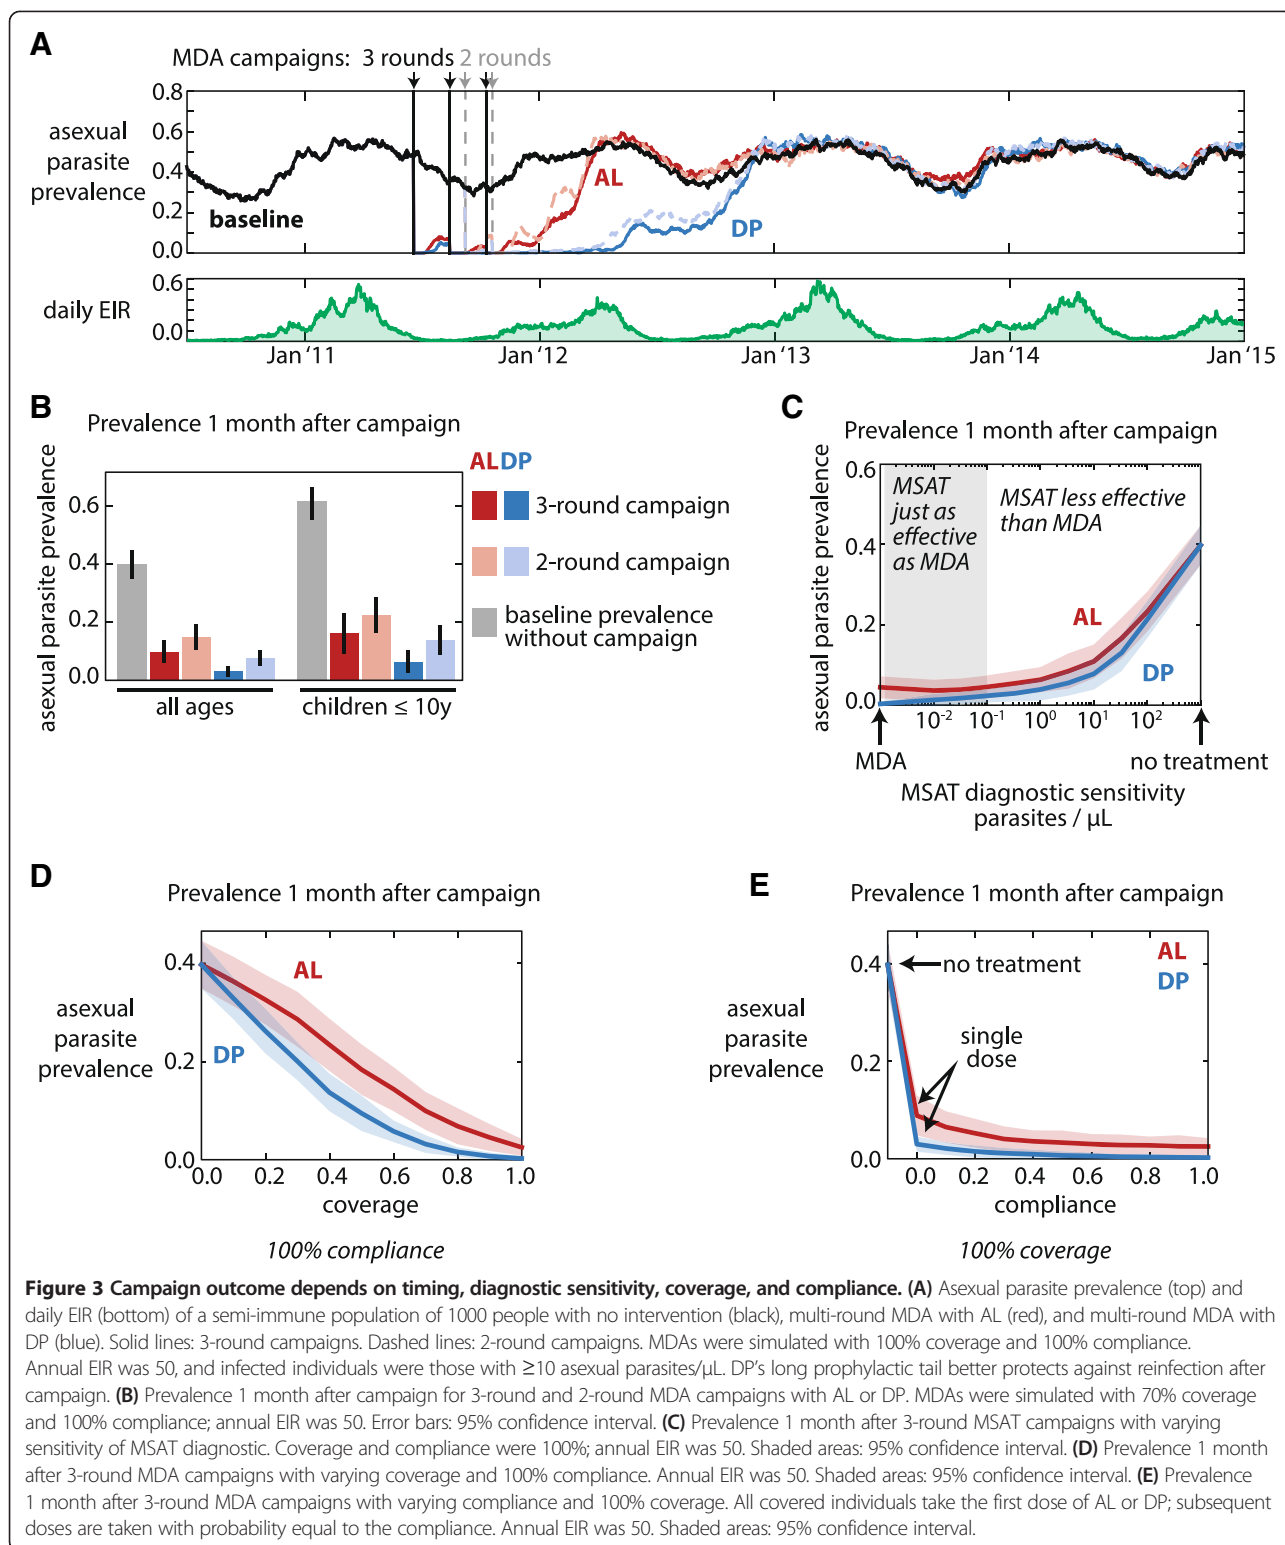 A
MDA campaigns: 3 rounds 2 rounds
0.8
0.6
0.4
0.2
0.0
asexual
parasite
prevalence
baseline
AL
DP
daily EIR
0.6
0.0
Jan‘11
Jan‘12
Jan‘13
Jan‘14
Jan‘15
B
Prevalence 1 month after campaign
asexual parasite prevalence
0.6
0.4
0.2
0.0
all ages
children ≤ 10y
AL DP
3-round campaign
2-round campaign
baseline prevalence
without campaign
C
Prevalence 1 month after campaign
asexual parasite prevalence
0.6
0.4
0.2
0.0
MSAT
just as
effective
as MDA
MSAT less effective
than MDA
AL
DP
10⁻² 10⁻¹ 10⁰ 10¹ 10²
MDA
no treatment
MSAT diagnostic sensitivity
parasites / μL
D
Prevalence 1 month after campaign
asexual
parasite
prevalence
0.4
0.2
0.0
AL
DP
0.0 0.2 0.4 0.6 0.8 1.0
coverage
100% compliance
E
Prevalence 1 month after campaign
asexual
parasite
prevalence
0.4
0.2
0.0
AL
DP
no treatment
single
dose
0.0 0.2 0.4 0.6 0.8 1.0
compliance
100% coverage
Figure 3 Campaign outcome depends on timing, diagnostic sensitivity, coverage, and compliance. (A) Asexual parasite prevalence (top) and
daily EIR (bottom) of a semi-immune population of 1000 people with no intervention (black), multi-round MDA with AL (red), and multi-round MDA with
DP (blue). Solid lines: 3-round campaigns. Dashed lines: 2-round campaigns. MDAs were simulated with 100% coverage and 100% compliance.
Annual EIR was 50, and infected individuals were those with ≥10 asexual parasites/μL. DP’s long prophylactic tail better protects against reinfection after
campaign. (B) Prevalence 1 month after campaign for 3-round and 2-round MDA campaigns with AL or DP. MDAs were simulated with 70% coverage
and 100% compliance; annual EIR was 50. Error bars: 95% confidence interval. (C) Prevalence 1 month after 3-round MSAT campaigns with varying
sensitivity of MSAT diagnostic. Coverage and compliance were 100%; annual EIR was 50. Shaded areas: 95% confidence interval. (D) Prevalence 1 month
after 3-round MDA campaigns with varying coverage and 100% compliance. Annual EIR was 50. Shaded areas: 95% confidence interval. (E) Prevalence
1 month after 3-round MDA campaigns with varying compliance and 100% coverage. All covered individuals take the first dose of AL or DP; subsequent
doses are taken with probability equal to the compliance. Annual EIR was 50. Shaded areas: 95% confidence interval.